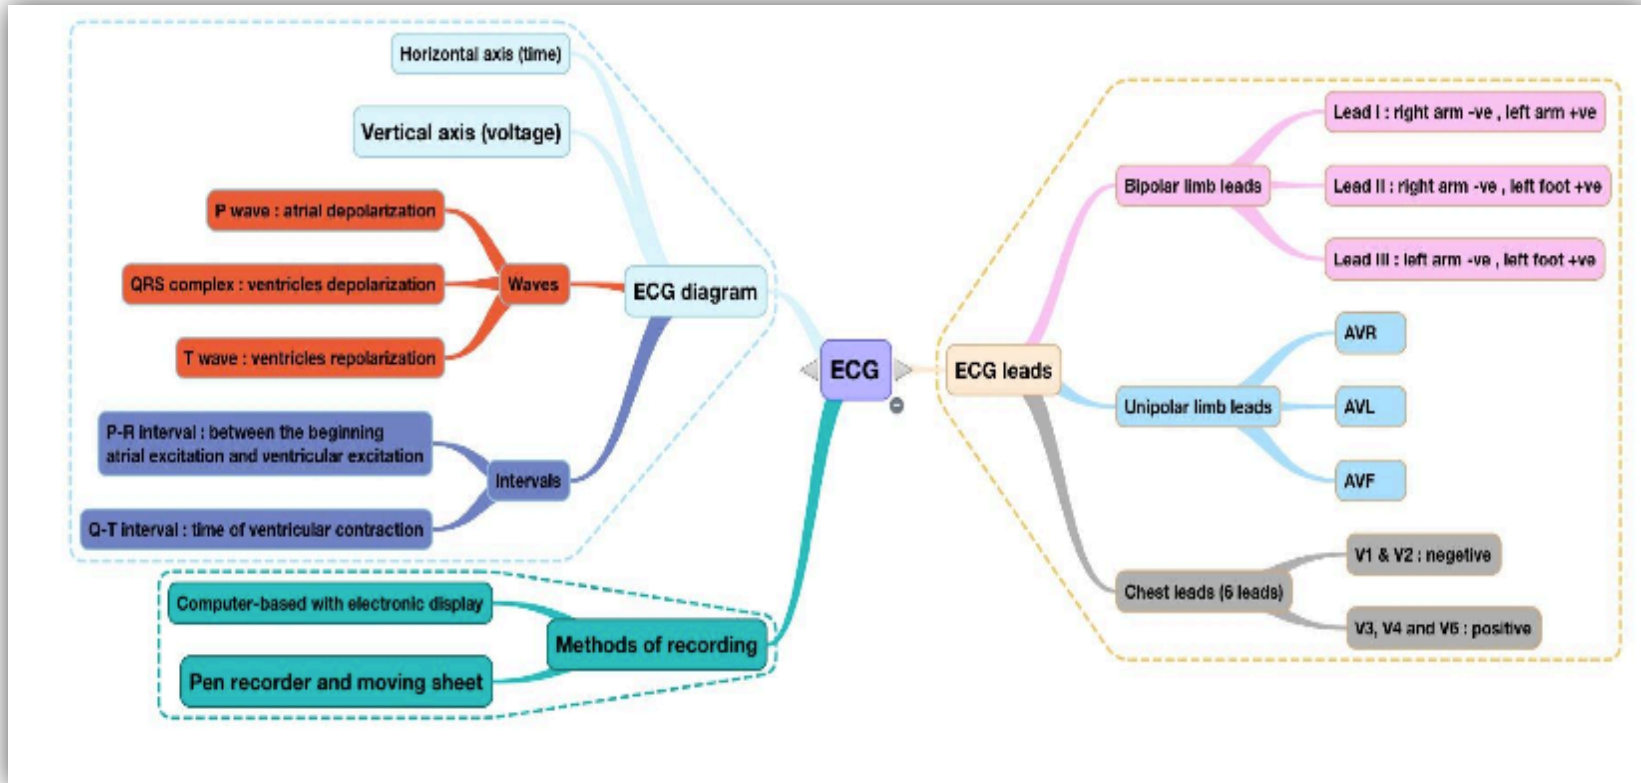 Horizontal axis (time)
Vertical axis (voltage)
P wave : atrial depolarization
QRS complex : ventricles depolarization
T wave : ventricles repolarization
Waves
ECG diagram
P-R interval : between the beginning
atrial excitation and ventricular excitation
Q-T interval : time of ventricular contraction
Intervals
Computer-based with electronic display
Pen recorder and moving sheet
Methods of recording
ECG
ECG leads
Bipolar limb leads
Lead I : right arm -ve , left arm +ve
Lead II : right arm -ve , left foot +ve
Lead III : left arm -ve , left foot +ve
Unipolar limb leads
AVR
AVL
AVF
Chest leads (6 leads)
V1 & V2 : negetive
V3, V4 and V6 : positive